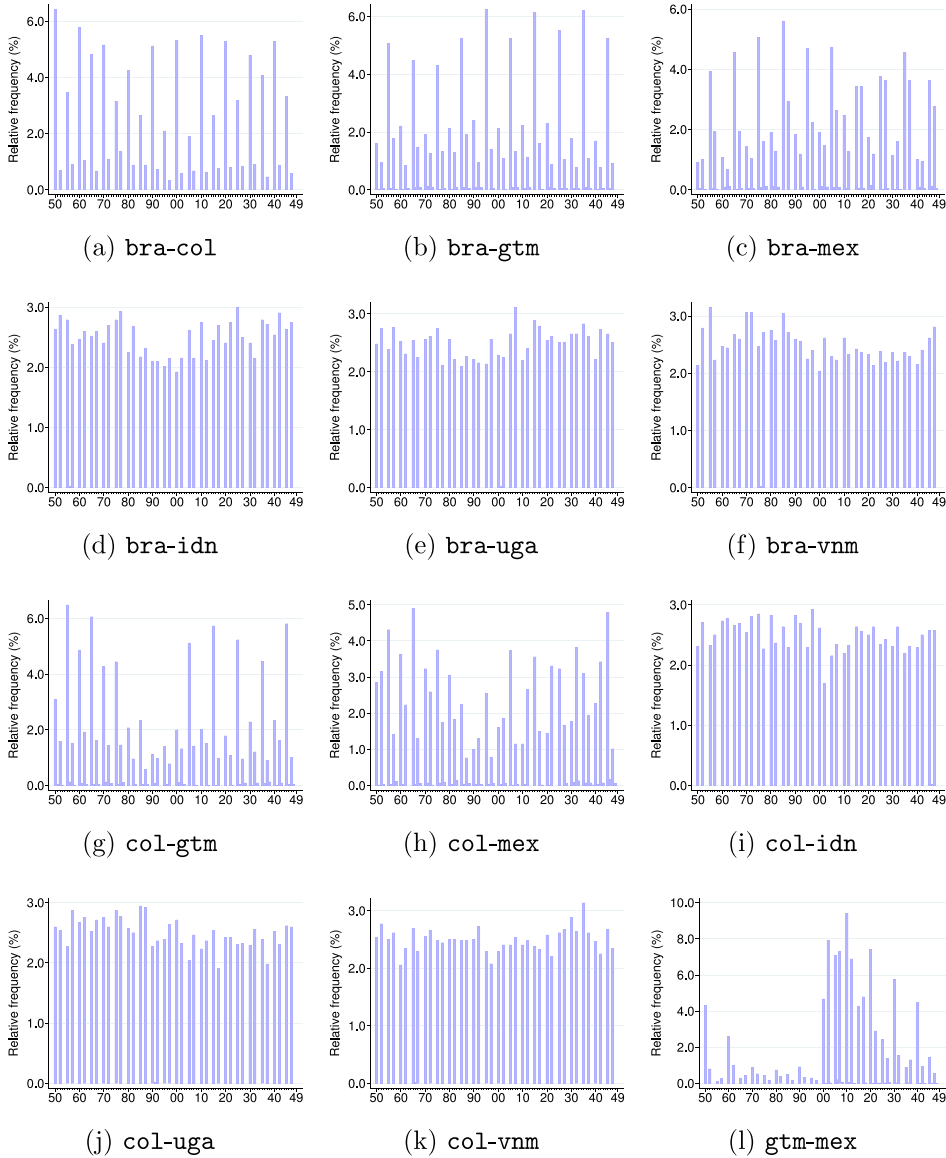 Relative frequency (%)
6.0
4.0
2.0
0.0
50 60 70 80 90 00 10 20 30 40 49
(a) bra-col
Relative frequency (%)
6.0
4.0
2.0
0.0
50 60 70 80 90 00 10 20 30 40 49
(b) bra-gtm
Relative frequency (%)
6.0
4.0
2.0
0.0
50 60 70 80 90 00 10 20 30 40 49
(c) bra-mex
Relative frequency (%)
3.0
2.0
1.0
0.0
50 60 70 80 90 00 10 20 30 40 49
(d) bra-idn
Relative frequency (%)
3.0
2.0
1.0
0.0
50 60 70 80 90 00 10 20 30 40 49
(e) bra-uga
Relative frequency (%)
3.0
2.0
1.0
0.0
50 60 70 80 90 00 10 20 30 40 49
(f) bra-vnm
Relative frequency (%)
6.0
4.0
2.0
0.0
50 60 70 80 90 00 10 20 30 40 49
(g) col-gtm
Relative frequency (%)
5.0
4.0
3.0
2.0
1.0
0.0
50 60 70 80 90 00 10 20 30 40 49
(h) col-mex
Relative frequency (%)
3.0
2.0
1.0
0.0
50 60 70 80 90 00 10 20 30 40 49
(i) col-idn
Relative frequency (%)
3.0
2.0
1.0
0.0
50 60 70 80 90 00 10 20 30 40 49
(j) col-uga
Relative frequency (%)
3.0
2.0
1.0
0.0
50 60 70 80 90 00 10 20 30 40 49
(k) col-vnm
Relative frequency (%)
10.0
8.0
6.0
4.0
2.0
0.0
50 60 70 80 90 00 10 20 30 40 49
(l) gtm-mex